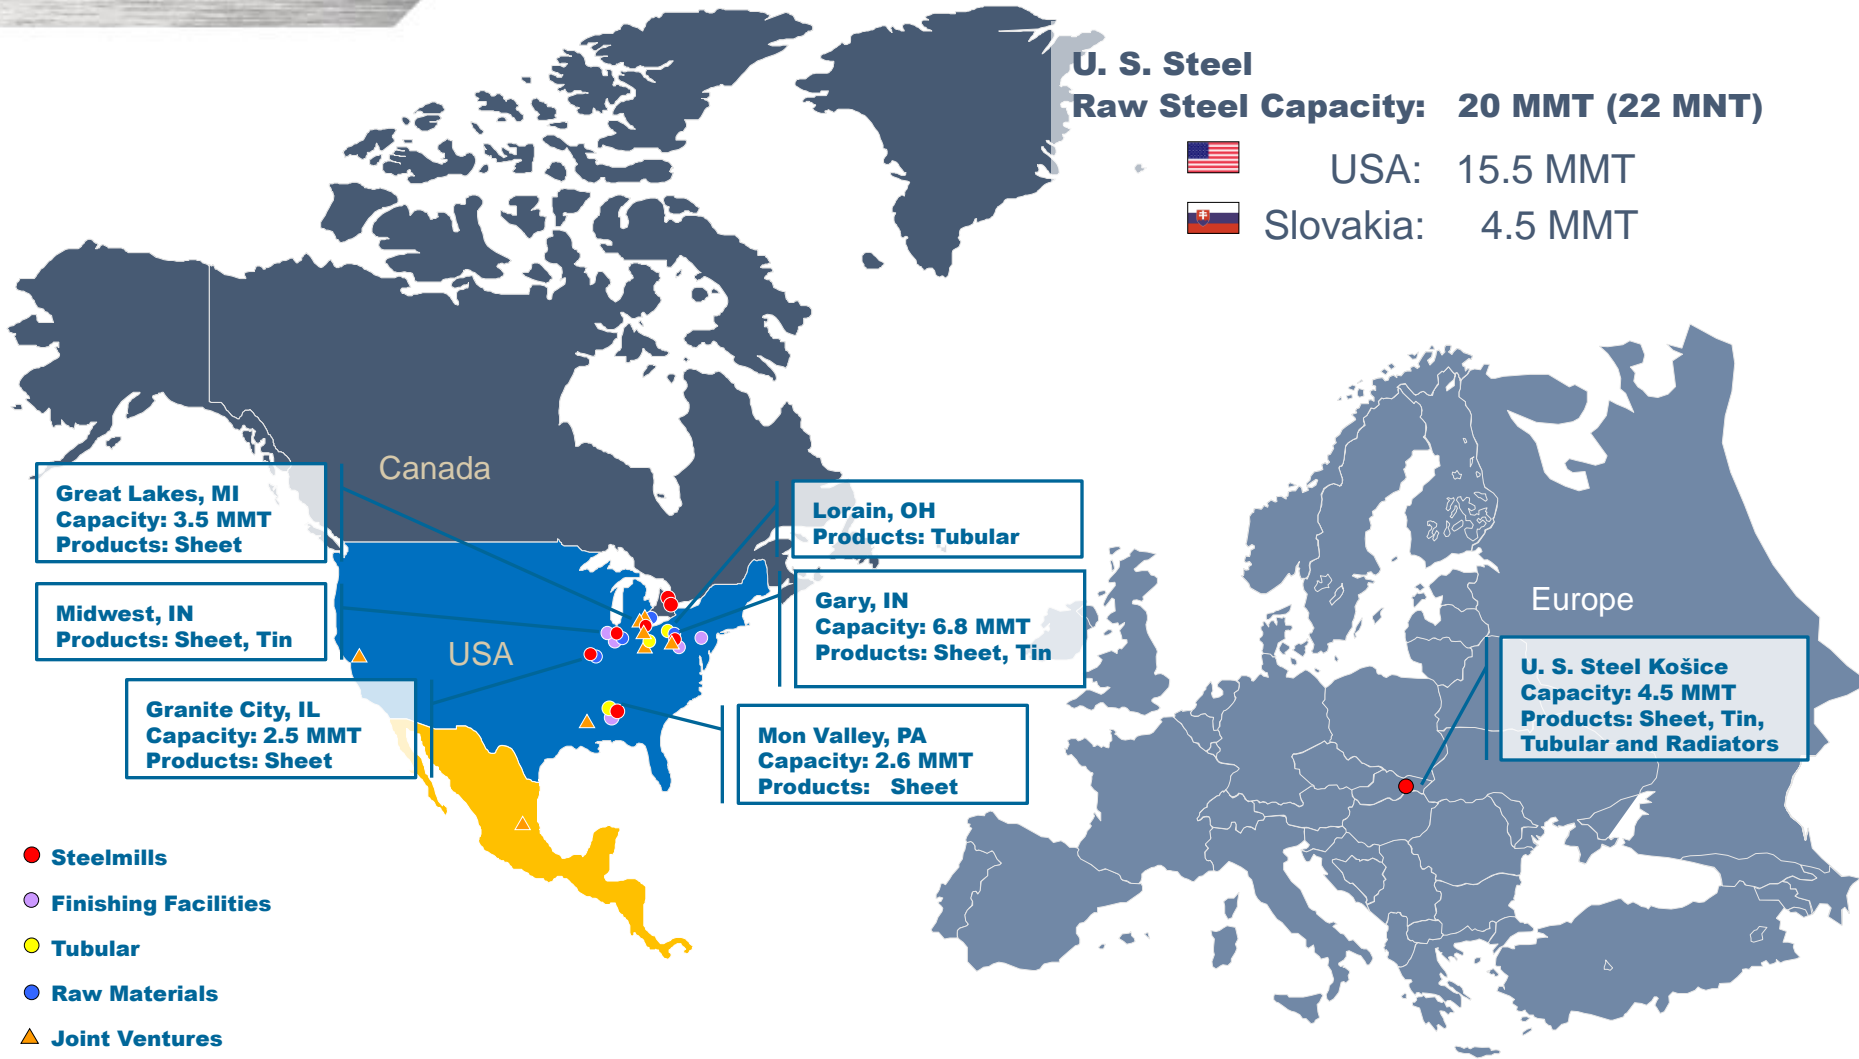 U. S. Steel
Raw Steel Capacity: 20 MMT (22 MNT)
USA: 15.5 MMT
Slovakia: 4.5 MMT
Canada
USA
Europe
Great Lakes, MI
Capacity: 3.5 MMT
Products: Sheet
Midwest, IN
Products: Sheet, Tin
Granite City, IL
Capacity: 2.5 MMT
Products: Sheet
Lorain, OH
Products: Tubular
Gary, IN
Capacity: 6.8 MMT
Products: Sheet, Tin
Mon Valley, PA
Capacity: 2.6 MMT
Products: Sheet
U. S. Steel Košice
Capacity: 4.5 MMT
Products: Sheet, Tin,
Tubular and Radiators
Steelmills
Finishing Facilities
Tubular
Raw Materials
Joint Ventures